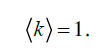 ⟨k⟩ = 1.